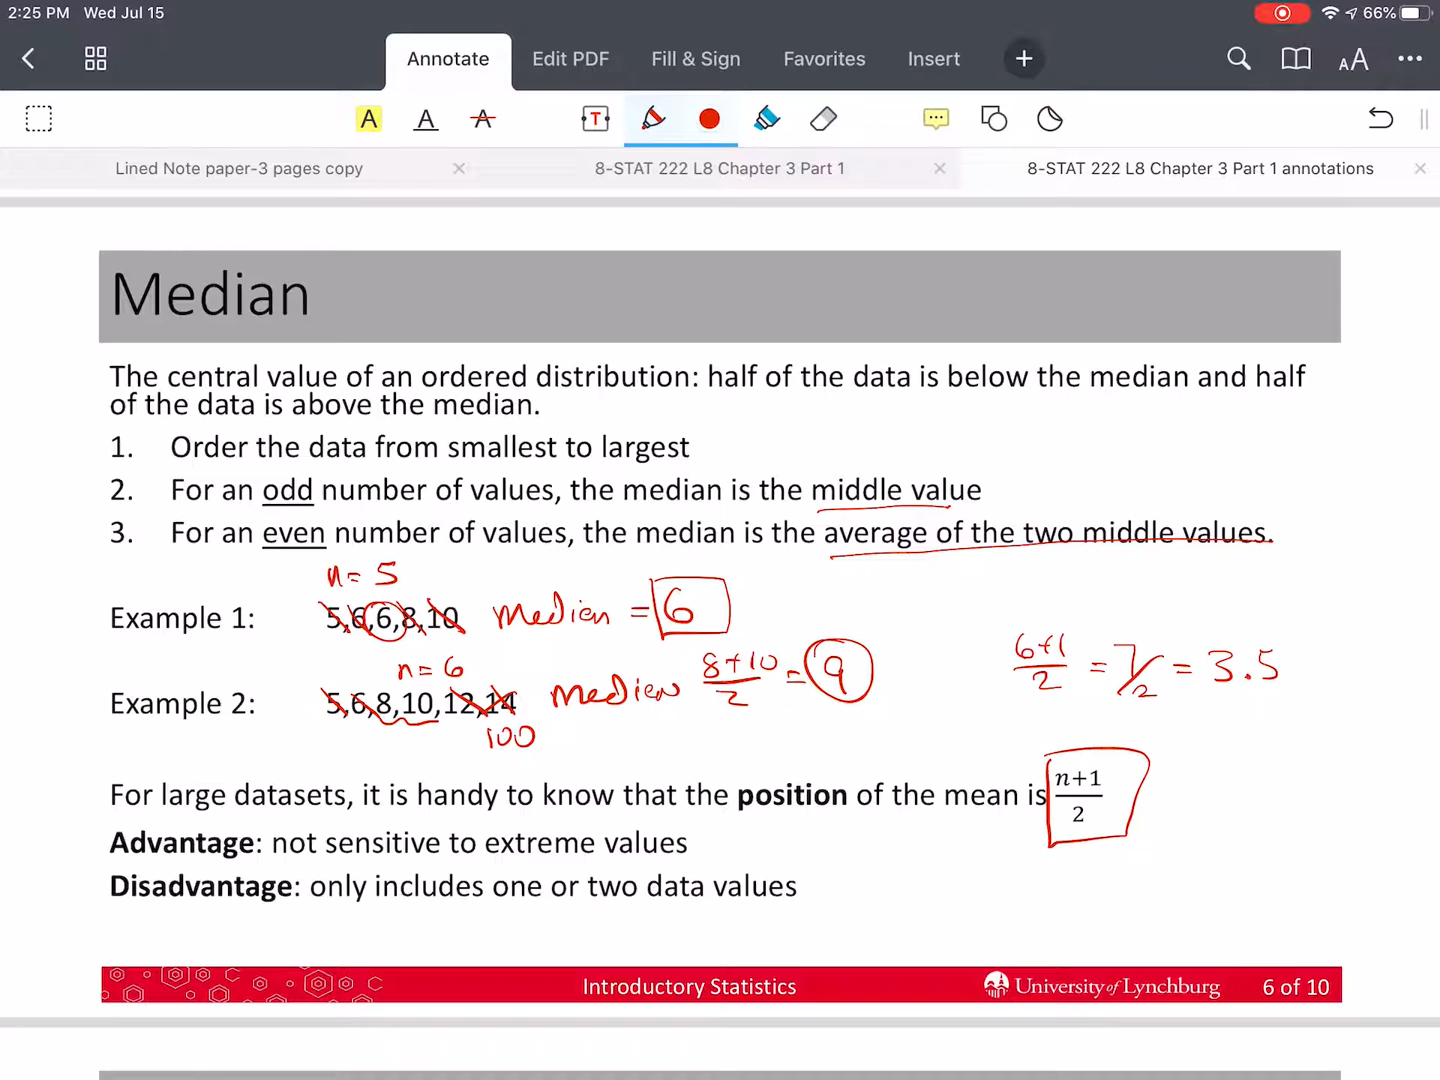 2:25 PM Wed Jul 15 66%
Annotate Edit PDF Fill & Sign Favorites Insert +
A A A T AA
Lined Note paper-3 pages copy × 8-STAT 222 L8 Chapter 3 Part 1 × 8-STAT 222 L8 Chapter 3 Part 1 annotations ×
Median
The central value of an ordered distribution: half of the data is below the median and half
of the data is above the median.
1. Order the data from smallest to largest
2. For an odd number of values, the median is the middle value
3. For an even number of values, the median is the average of the two middle values.
n = 5
Example 1: 5,6,6,8,10 median = 6
n = 6
6+1/2 = 7/2 = 3.5
Example 2: 5,6,8,10,12,14 median 8+10/2 = 9
100
For large datasets, it is handy to know that the position of the mean is n+1/2
Advantage: not sensitive to extreme values
Disadvantage: only includes one or two data values
Introductory Statistics University of Lynchburg 6 of 10